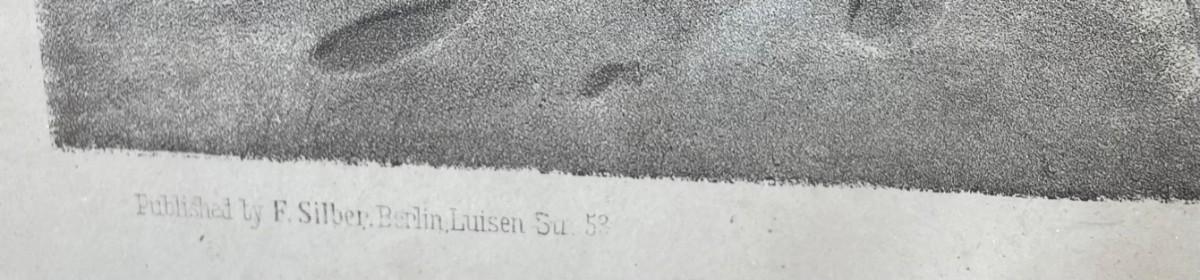 Published by F. Silber, Berlin, Luisen Str. 53